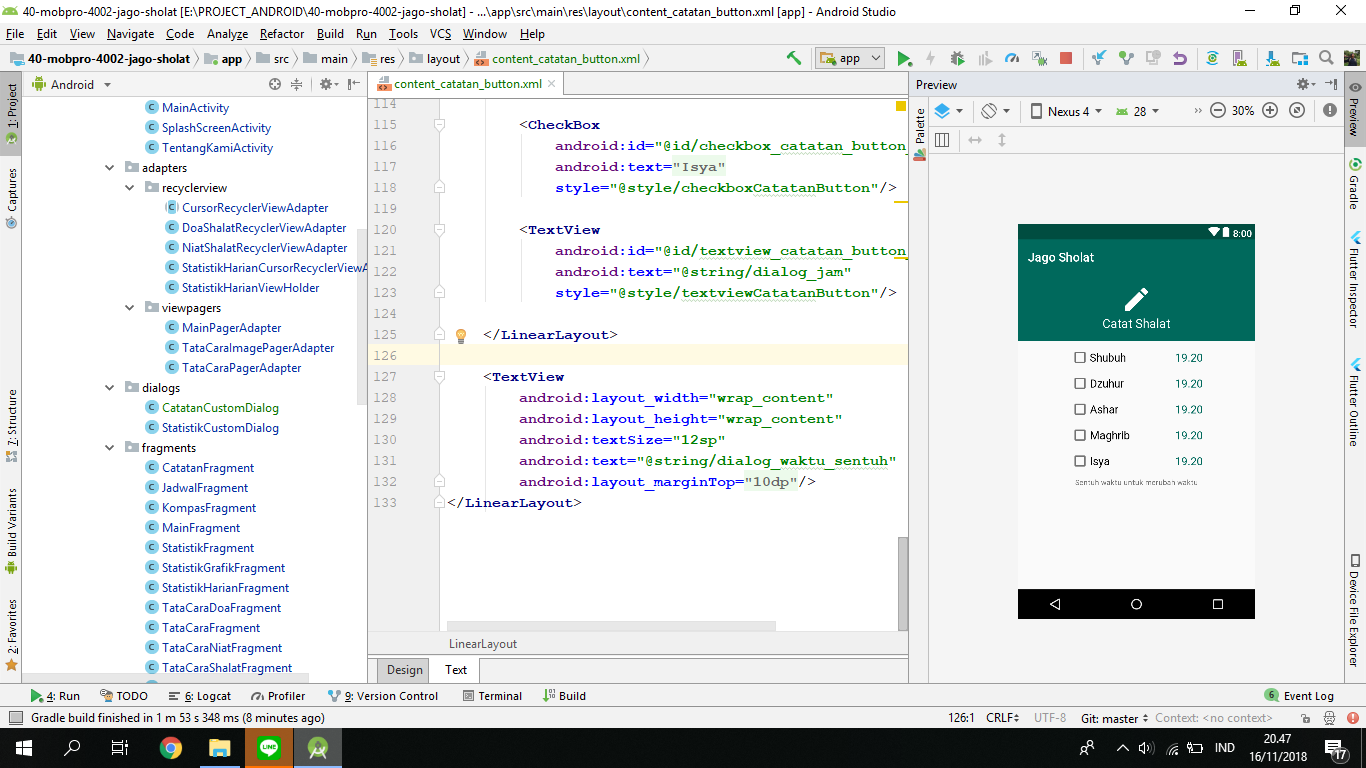 40-mobpro-4002-jago-sholat [E:\PROJECT_ANDROID\40-mobpro-4002-jago-sholat] - ...\app\src\main\res\layout\content_catatan_button.xml [app] - Android Studio
File Edit View Navigate Code Analyze Refactor Build Run Tools VCS Window Help
40-mobpro-4002-jago-sholat app src main res layout content_catatan_button.xml
app
1: Project
Captures
7: Structure
Build Variants
2: Favorites
Android
MainActivity
SplashScreenActivity
TentangKamiActivity
adapters
recyclerview
CursorRecyclerViewAdapter
DoaShalatRecyclerViewAdapter
NiatShalatRecyclerViewAdapter
StatistikHarianCursorRecyclerViewA
StatistikHarianViewHolder
viewpagers
MainPagerAdapter
TataCaraImagePagerAdapter
TataCaraPagerAdapter
dialogs
CatatanCustomDialog
StatistikCustomDialog
fragments
CatatanFragment
JadwalFragment
KompasFragment
MainFragment
StatistikFragment
StatistikGrafikFragment
StatistikHarianFragment
TataCaraDoaFragment
TataCaraFragment
TataCaraNiatFragment
TataCaraShalatFragment
content_catatan_button.xml
114
115 <CheckBox
116 android:id="@id/checkbox_catatan_button_
117 android:text="Isya"
118 style="@style/checkboxCatatanButton"/>
119
120 <TextView
121 android:id="@id/textview_catatan_button_
122 android:text="@string/dialog_jam"
123 style="@style/textviewCatatanButton"/>
124
125 </LinearLayout>
126
127 <TextView
128 android:layout_width="wrap_content"
129 android:layout_height="wrap_content"
130 android:textSize="12sp"
131 android:text="@string/dialog_waktu_sentuh"
132 android:layout_marginTop="10dp"/>
133 </LinearLayout>
LinearLayout
Design Text
Preview
Palette
Nexus 4 28 30%
8:00
Jago Sholat
Catat Shalat
Shubuh 19.20
Dzuhur 19.20
Ashar 19.20
Maghrib 19.20
Isya 19.20
Sentuh waktu untuk merubah waktu
Preview
Gradle
Flutter Inspector
Flutter Outline
Device File Explorer
4: Run TODO 6: Logcat Profiler 9: Version Control Terminal Build 6 Event Log
Gradle build finished in 1 m 53 s 348 ms (8 minutes ago) 126:1 CRLF UTF-8 Git: master Context: <no context>
LINE
IND
20.47
16/11/2018
17